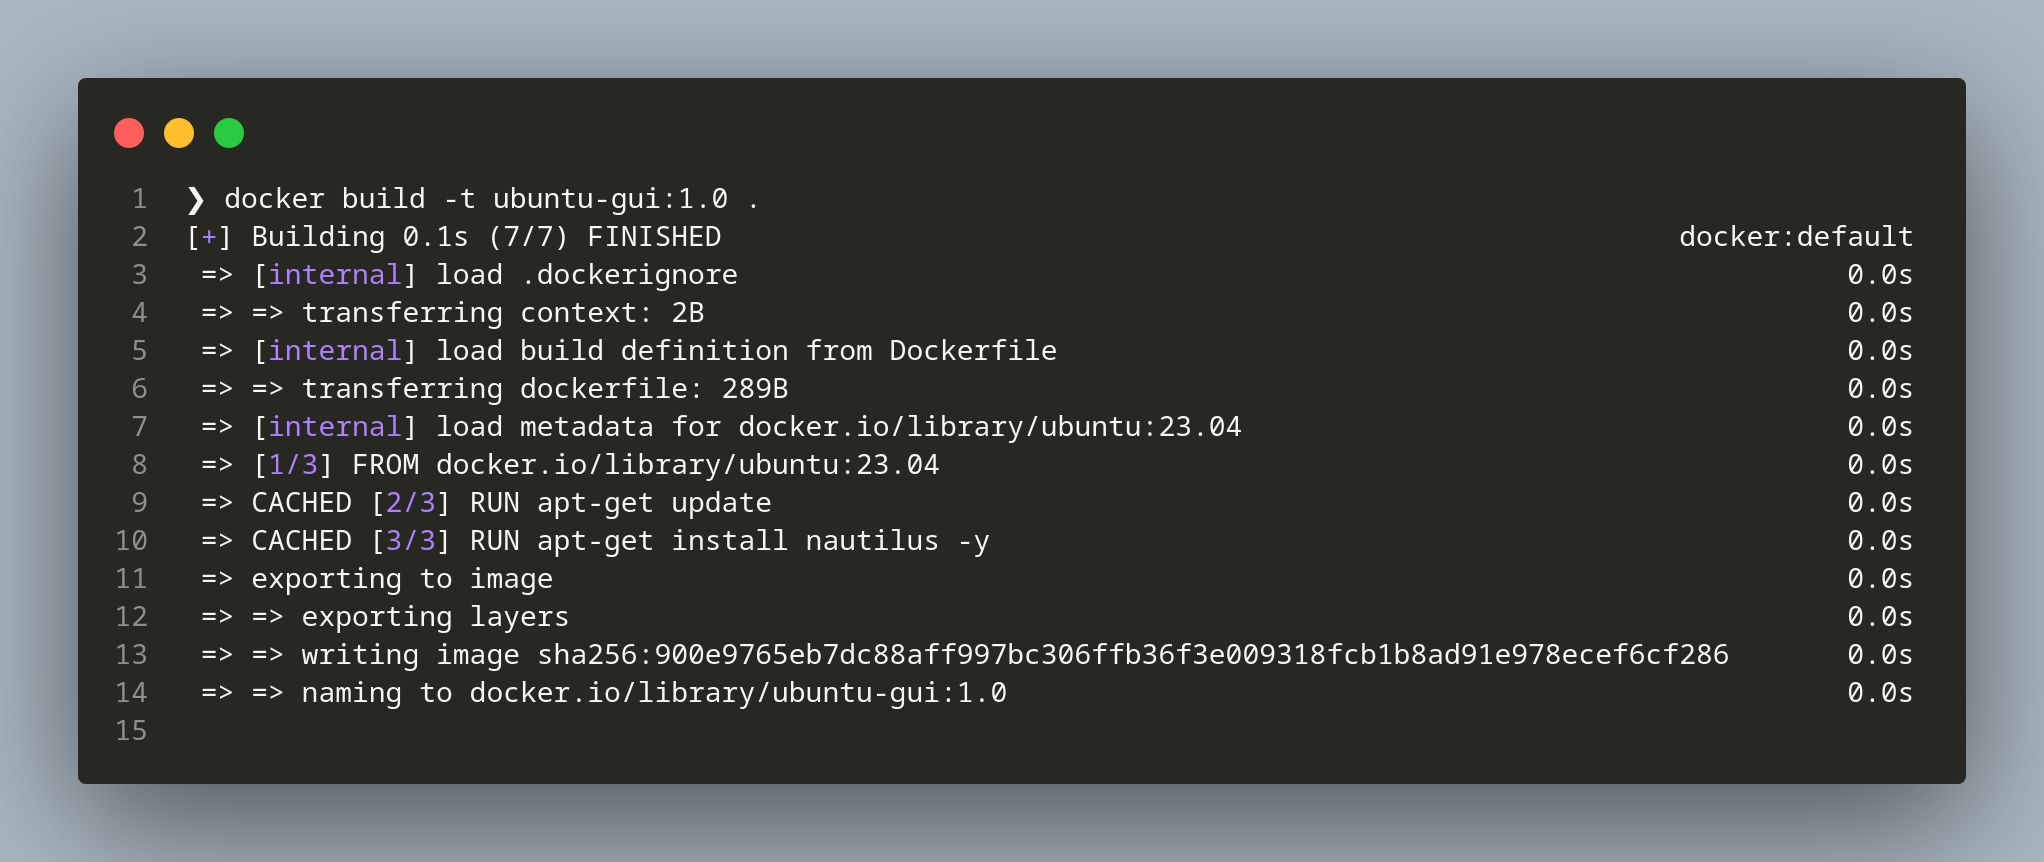 1 ❯ docker build -t ubuntu-gui:1.0 .
2 [+] Building 0.1s (7/7) FINISHED docker:default
3 => [internal] load .dockerignore 0.0s
4 => => transferring context: 2B 0.0s
5 => [internal] load build definition from Dockerfile 0.0s
6 => => transferring dockerfile: 289B 0.0s
7 => [internal] load metadata for docker.io/library/ubuntu:23.04 0.0s
8 => [1/3] FROM docker.io/library/ubuntu:23.04 0.0s
9 => CACHED [2/3] RUN apt-get update 0.0s
10 => CACHED [3/3] RUN apt-get install nautilus -y 0.0s
11 => exporting to image 0.0s
12 => => exporting layers 0.0s
13 => => writing image sha256:900e9765eb7dc88aff997bc306ffb36f3e009318fcb1b8ad91e978ecef6cf286 0.0s
14 => => naming to docker.io/library/ubuntu-gui:1.0 0.0s
15